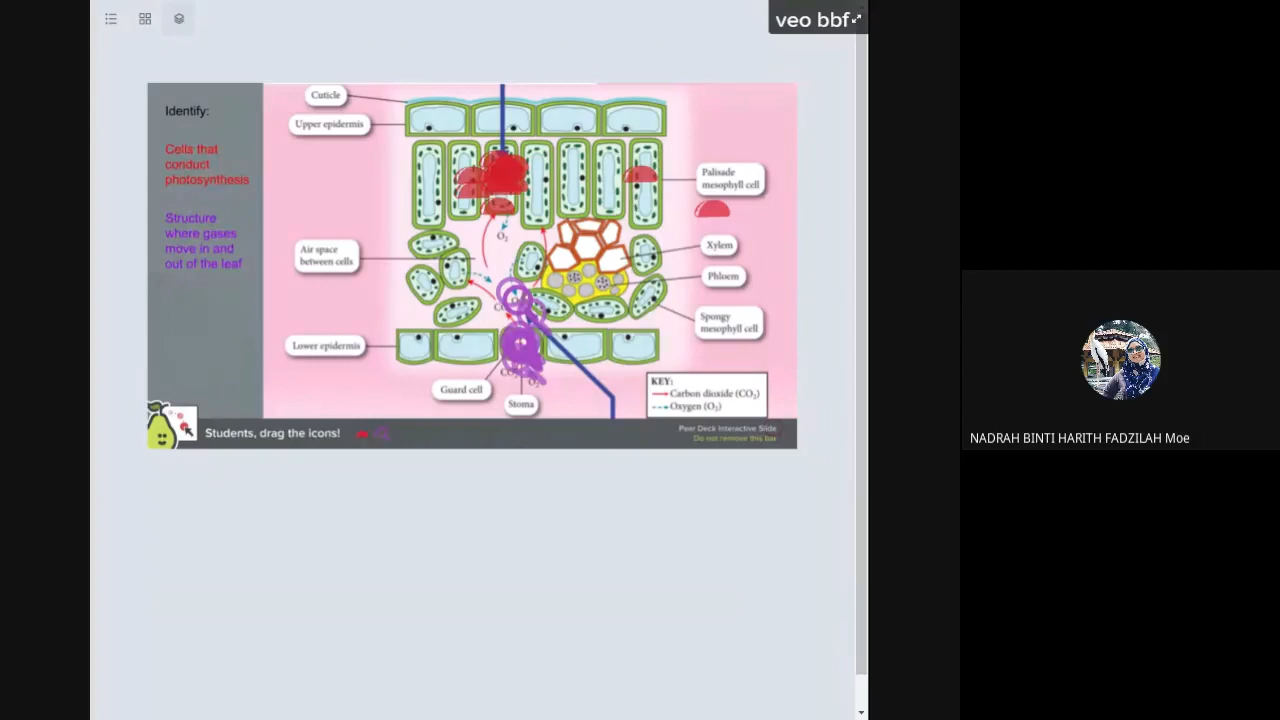 veo bbf
Identify:
Cells that
conduct
photosynthesis
Structure
where gases
move in and
out of the leaf
Cuticle
Upper epidermis
Palisade
mesophyll cell
O₂
Air space
between cells
Xylem
Phloem
Spongy
mesophyll cell
Lower epidermis
Guard cell
Stoma
KEY:
Carbon dioxide (CO₂)
Oxygen (O₂)
Students, drag the icons!
Pear Deck Interactive Slide
Do not remove this bar
NADRAH BINTI HARITH FADZILAH Moe